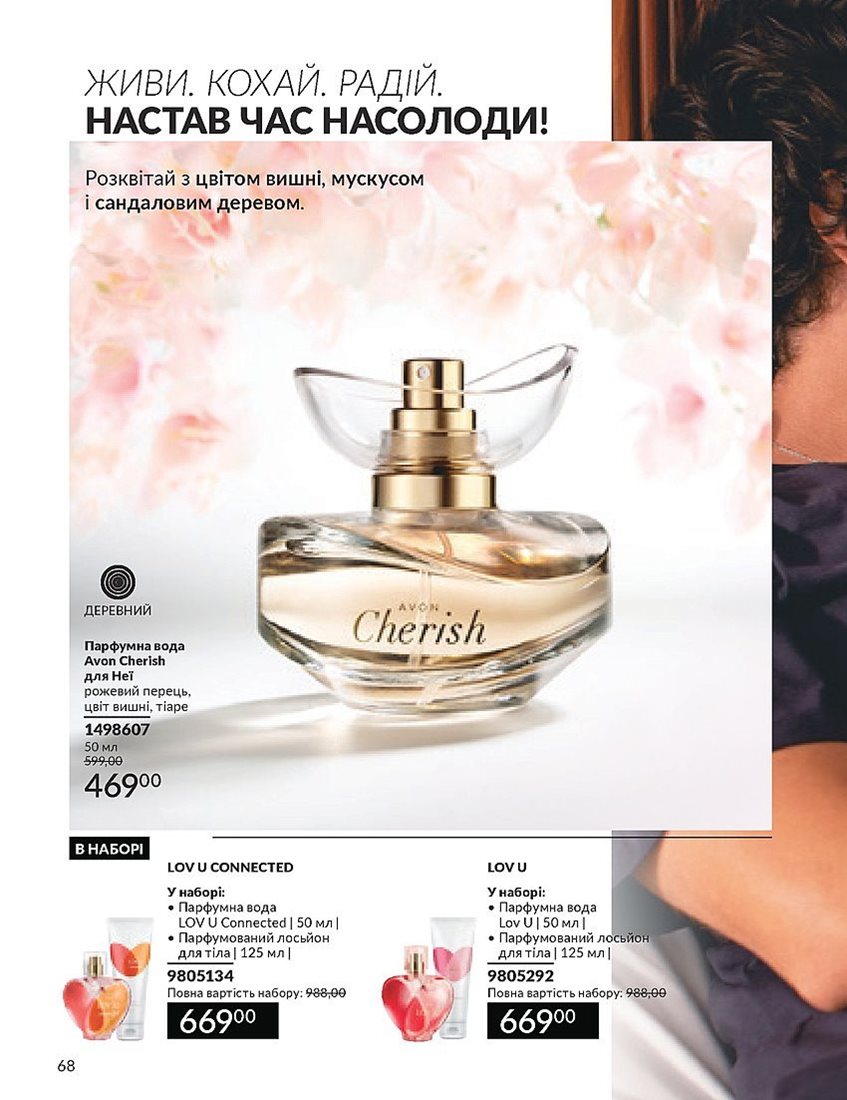 ЖИВИ. КОХАЙ. РАДІЙ.
НАСТАВ ЧАС НАСОЛОДИ!
Розквітай з цвітом вишні, мускусом
і сандаловим деревом.
AVON
Cherish
ДЕРЕВНИЙ
Парфумна вода
Avon Cherish
для Неї
рожевий перець,
цвіт вишні, тіаре
1498607
50 мл
599,00
46900
В НАБОРІ
LOV U CONNECTED
У наборі:
• Парфумна вода
LOV U Connected | 50 мл |
• Парфумований лосьйон
для тіла | 125 мл |
9805134
Повна вартість набору: 988,00
66900
LOV U
У наборі:
• Парфумна вода
Lov U | 50 мл |
• Парфумований лосьйон
для тіла | 125 мл |
9805292
Повна вартість набору: 988,00
66900
68